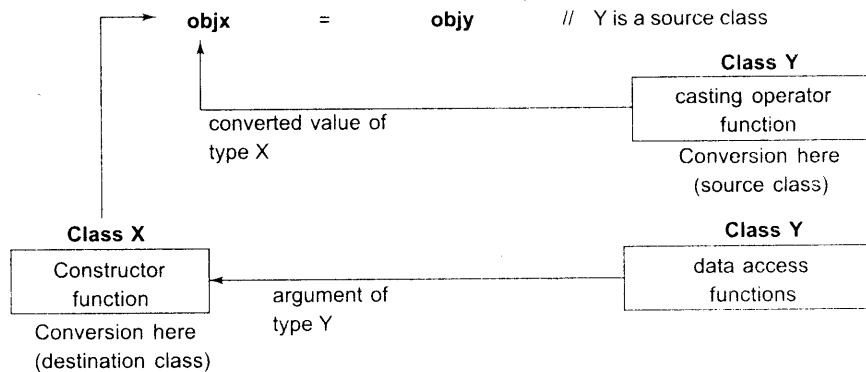 objx = objy // Y is a source class
Class Y
casting operator
function
converted value of
type X
Conversion here
(source class)
Class X
Constructor
function
Class Y
data access
functions
argument of
type Y
Conversion here
(destination class)